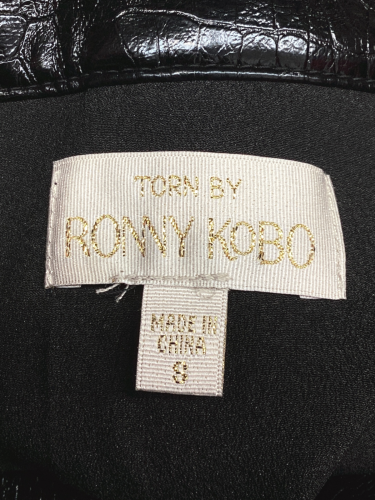 TORN BY
RONNY KOBO
MADE IN
CHINA
S